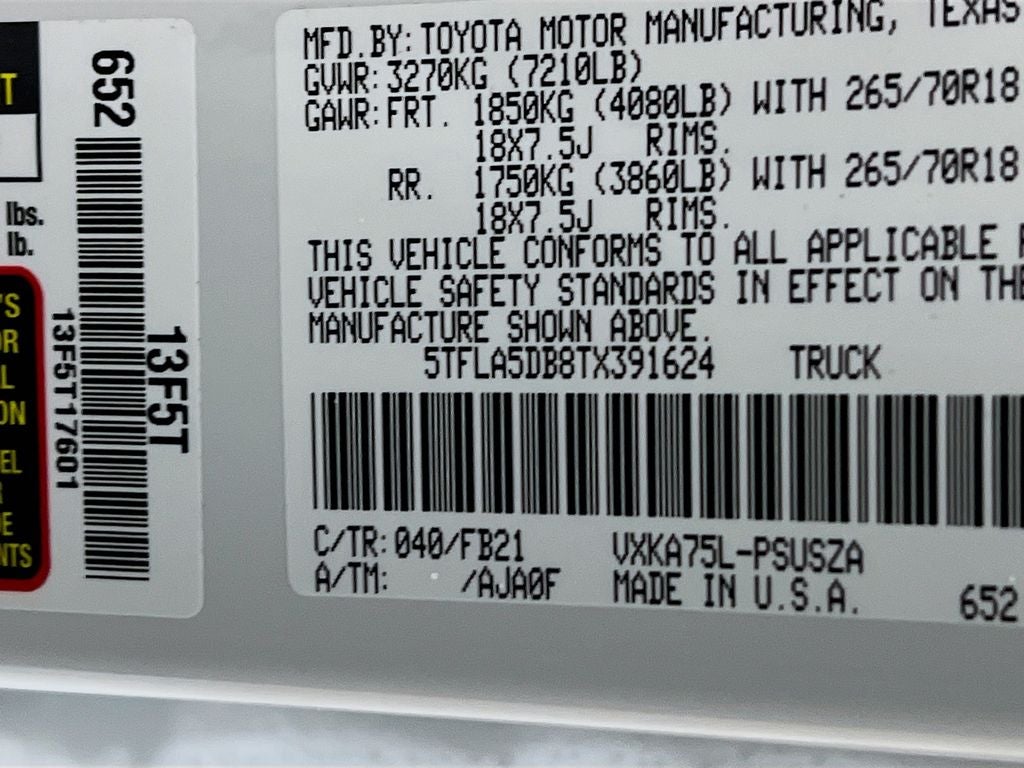 MFD.BY: TOYOTA MOTOR MANUFACTURING, TEXAS
GVWR: 3270KG (7210LB)
GAWR: FRT. 1850KG (4080LB) WITH 265/70R18
18X7.5J RIMS.
RR. 1750KG (3860LB) WITH 265/70R18
18X7.5J RIMS.
THIS VEHICLE CONFORMS TO ALL APPLICABLE
VEHICLE SAFETY STANDARDS IN EFFECT ON THE
MANUFACTURE SHOWN ABOVE.
5TFLA5DB8TX391624 TRUCK
C/TR: 040/FB21 VXKA75L-PSUSZA
A/TM: /AJA0F MADE IN U.S.A. 652
652
13F5T
13F5T17601
lbs.
lb.